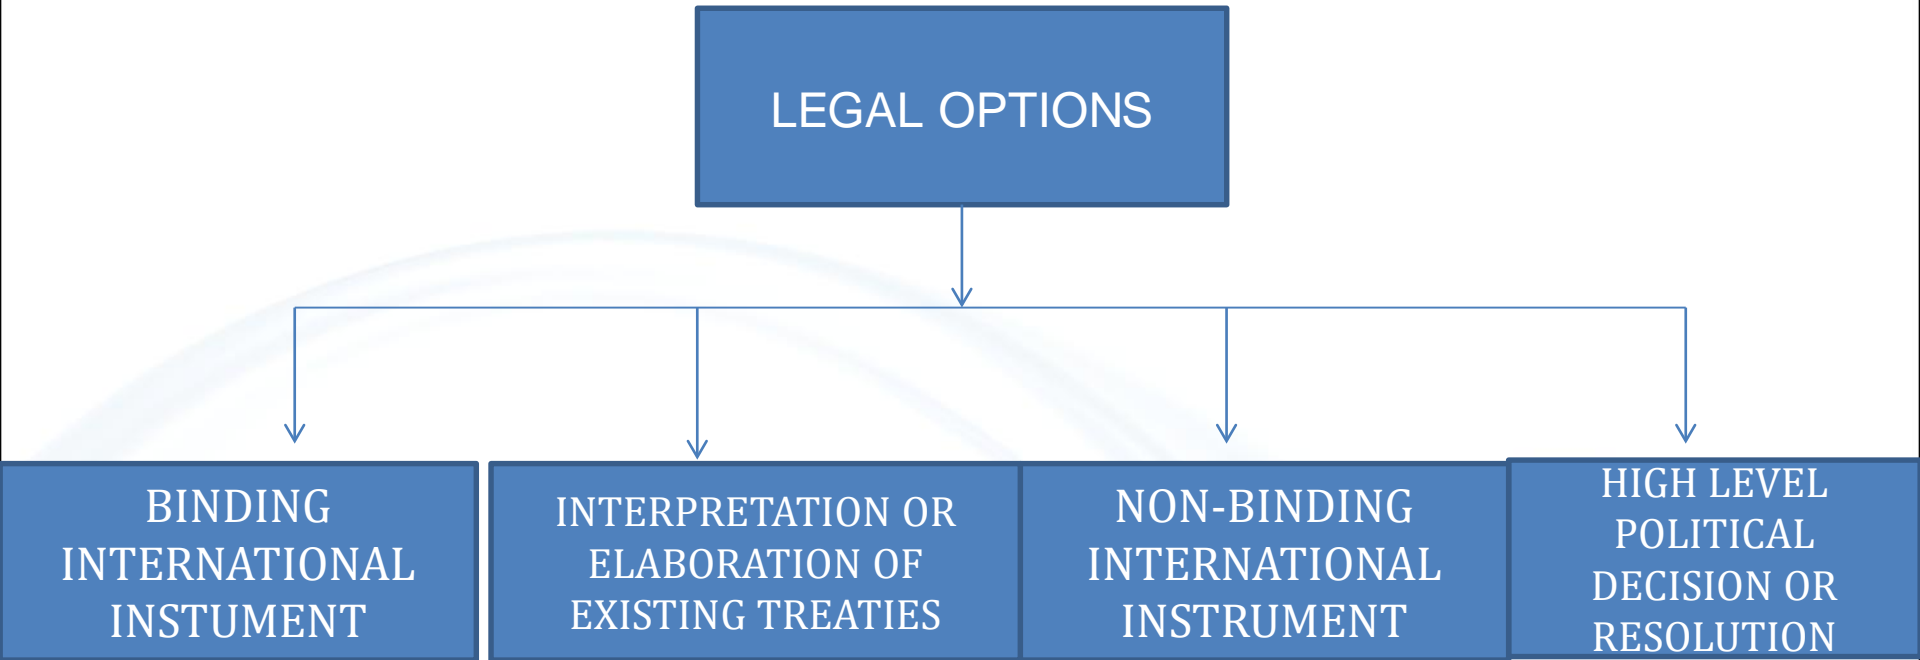 LEGAL OPTIONS
BINDING
INTERNATIONAL
INSTUMENT
INTERPRETATION OR
ELABORATION OF
EXISTING TREATIES
NON-BINDING
INTERNATIONAL
INSTRUMENT
HIGH LEVEL
POLITICAL
DECISION OR
RESOLUTION